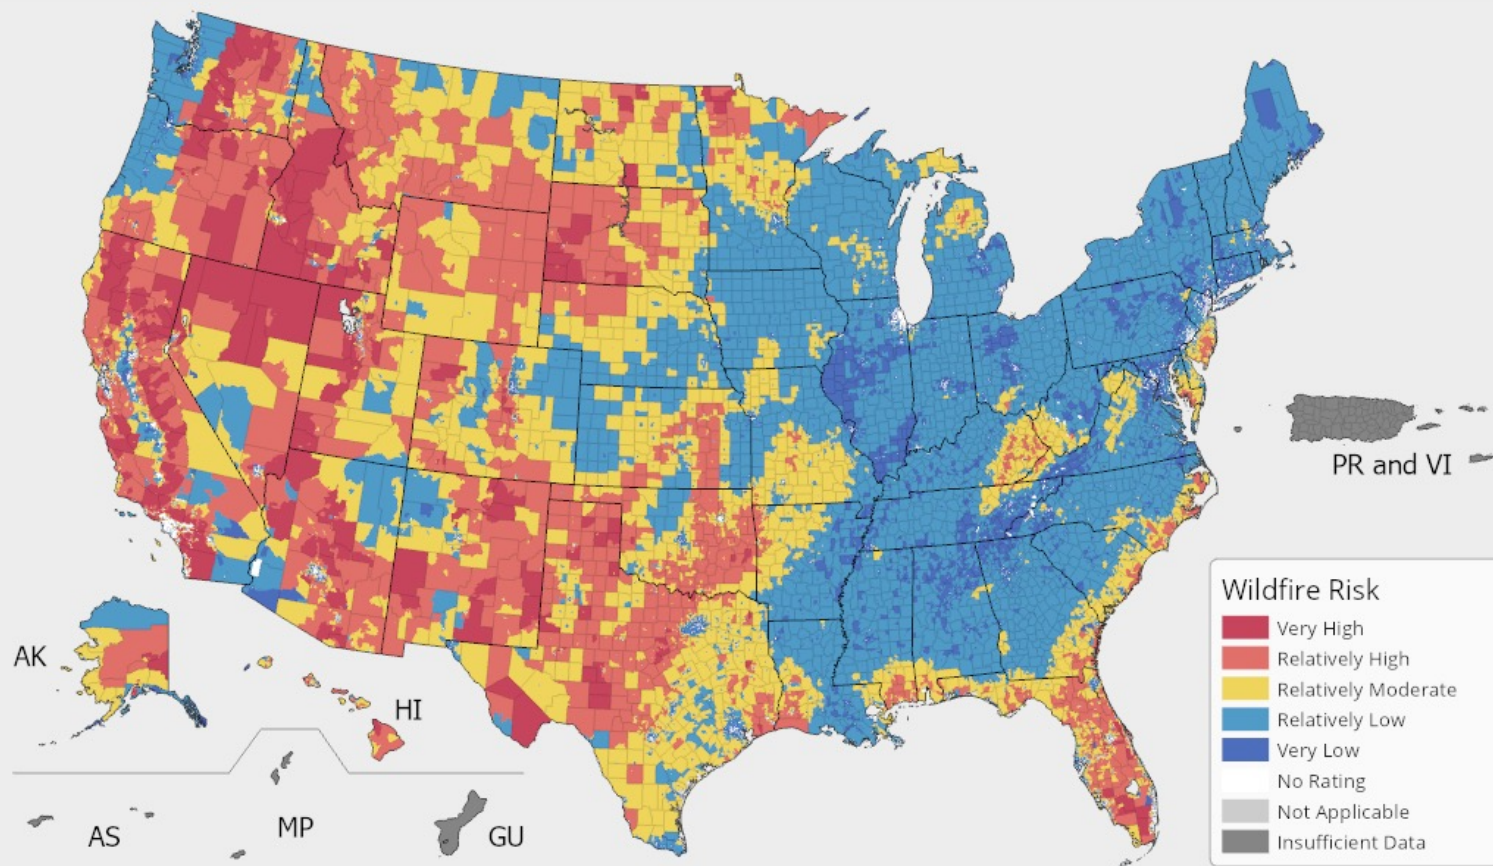 PR and VI
AK
HI
AS
MP
GU
Wildfire Risk
Very High
Relatively High
Relatively Moderate
Relatively Low
Very Low
No Rating
Not Applicable
Insufficient Data